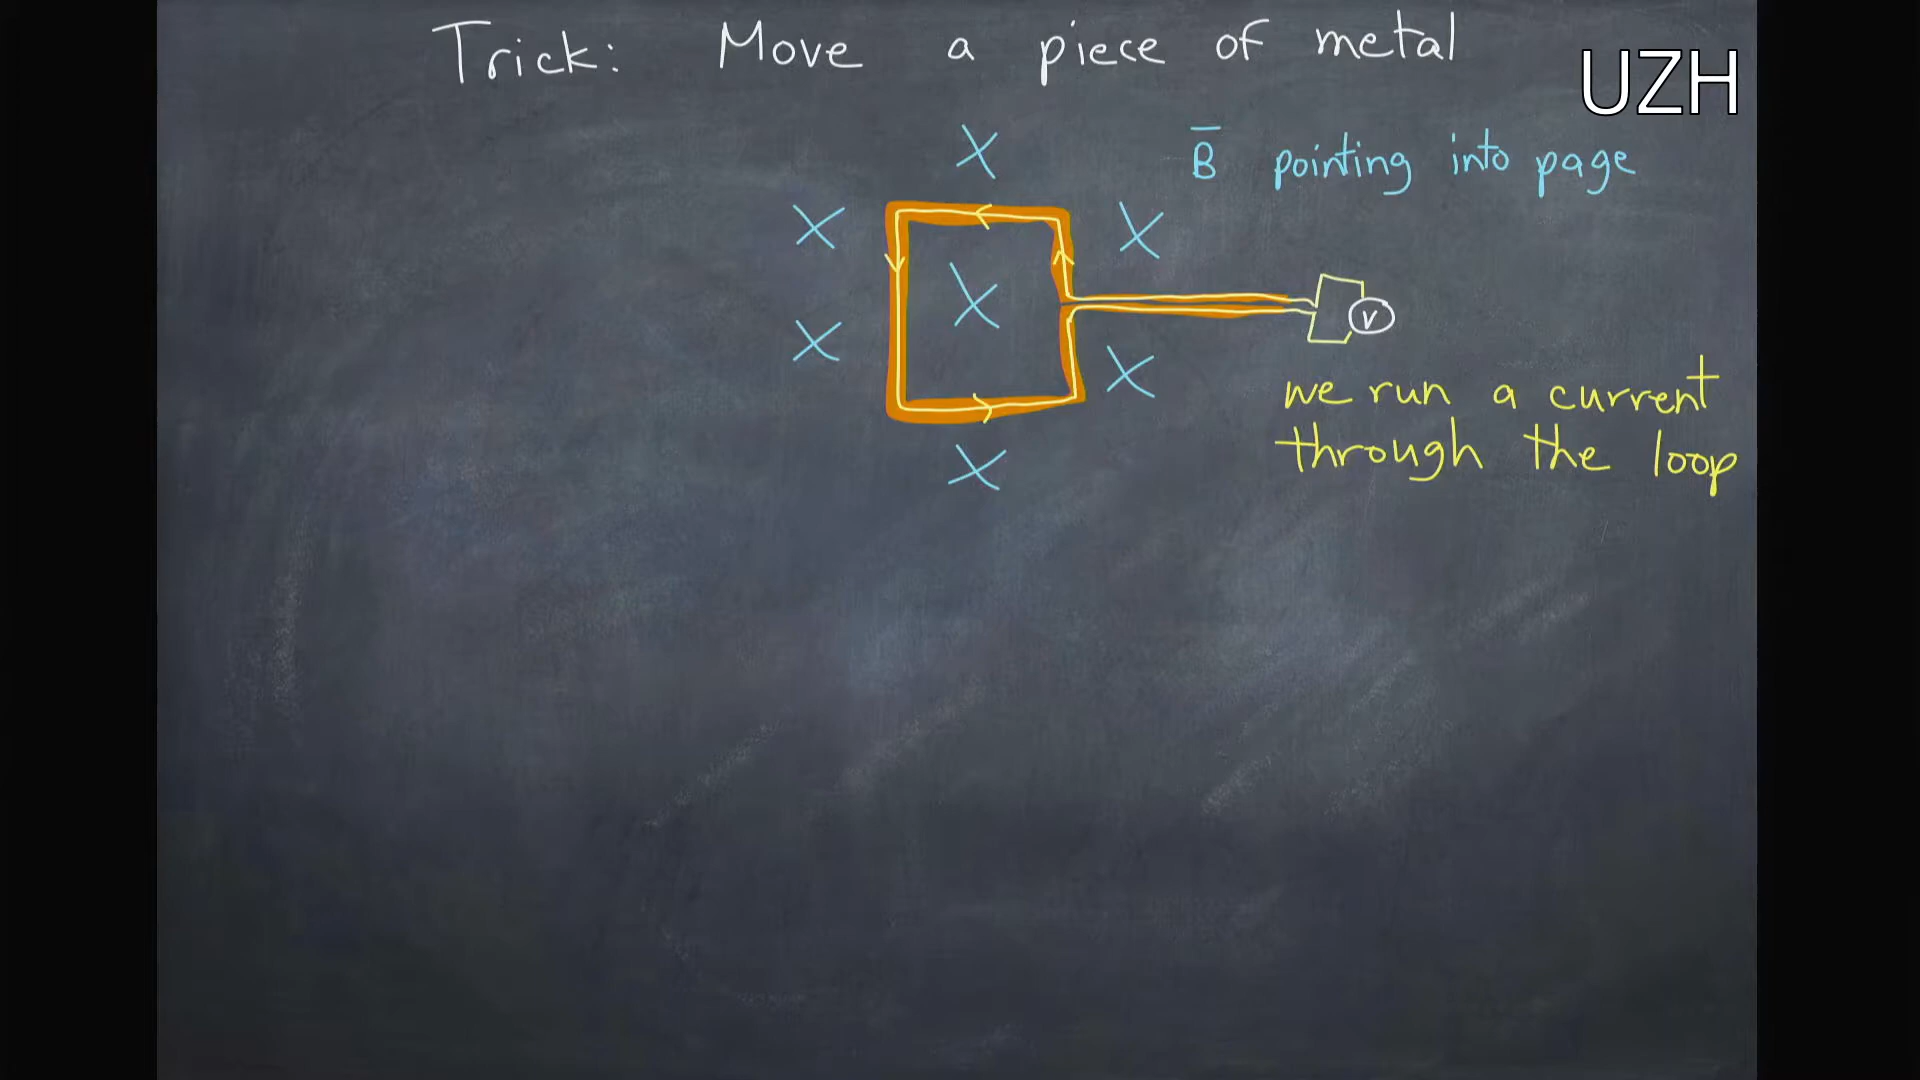 Trick: Move a piece of metal
UZH
B̅ pointing into page
X
X X
X
V
X X
we run a current
through the loop
X